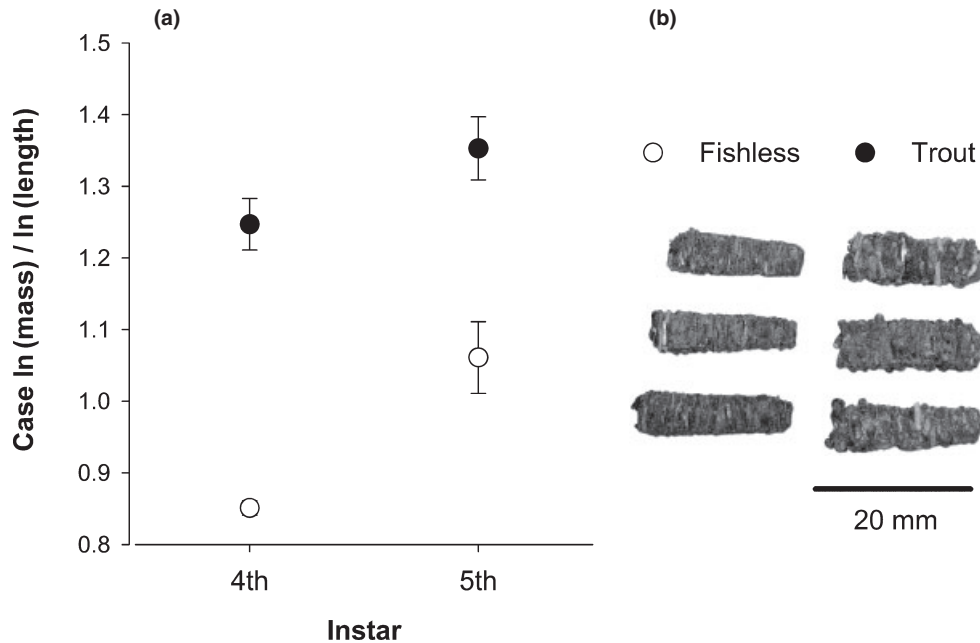 (a)
1.5
1.4
1.3
1.2
1.1
1.0
0.9
0.8
Case ln (mass) / ln (length)
4th
5th
Instar
(b)
Fishless
Trout
20 mm